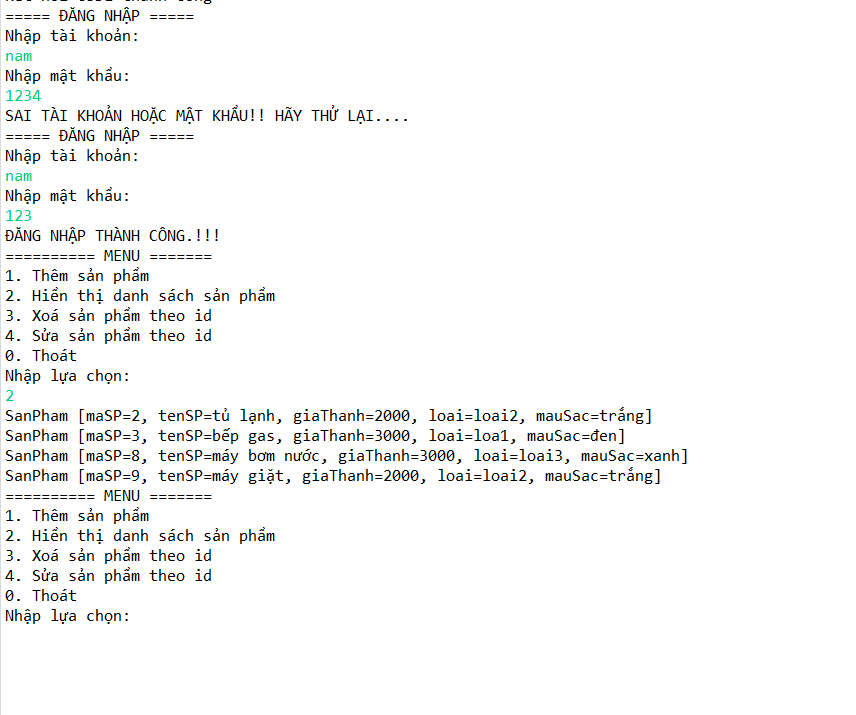 ===== ĐĂNG NHẬP =====
Nhập tài khoản:
nam
Nhập mật khẩu:
1234
SAI TÀI KHOẢN HOẶC MẬT KHẨU!! HÃY THỬ LẠI....
===== ĐĂNG NHẬP =====
Nhập tài khoản:
nam
Nhập mật khẩu:
123
ĐĂNG NHẬP THÀNH CÔNG.!!!
========== MENU =======
1. Thêm sản phẩm
2. Hiển thị danh sách sản phẩm
3. Xoá sản phẩm theo id
4. Sửa sản phẩm theo id
0. Thoát
Nhập lựa chọn:
2
SanPham [maSP=2, tenSP=tủ lạnh, giaThanh=2000, loai=loai2, mauSac=trắng]
SanPham [maSP=3, tenSP=bếp gas, giaThanh=3000, loai=loa1, mauSac=đen]
SanPham [maSP=8, tenSP=máy bơm nước, giaThanh=3000, loai=loai3, mauSac=xanh]
SanPham [maSP=9, tenSP=máy giặt, giaThanh=2000, loai=loai2, mauSac=trắng]
========== MENU =======
1. Thêm sản phẩm
2. Hiển thị danh sách sản phẩm
3. Xoá sản phẩm theo id
4. Sửa sản phẩm theo id
0. Thoát
Nhập lựa chọn: